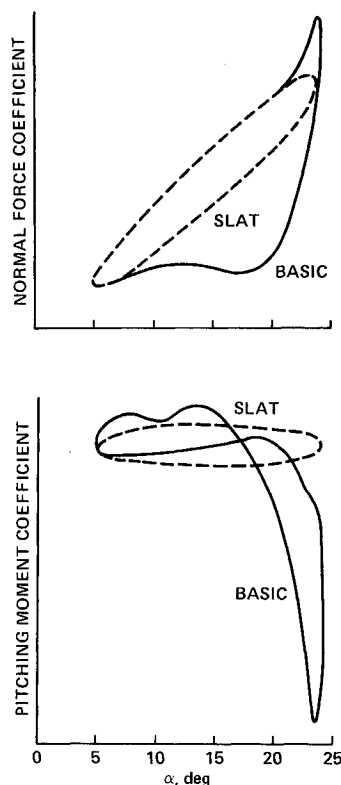 NORMAL FORCE COEFFICIENT
SLAT
BASIC
PITCHING MOMENT COEFFICIENT
SLAT
BASIC
0 5 10 15 20 25
α, deg